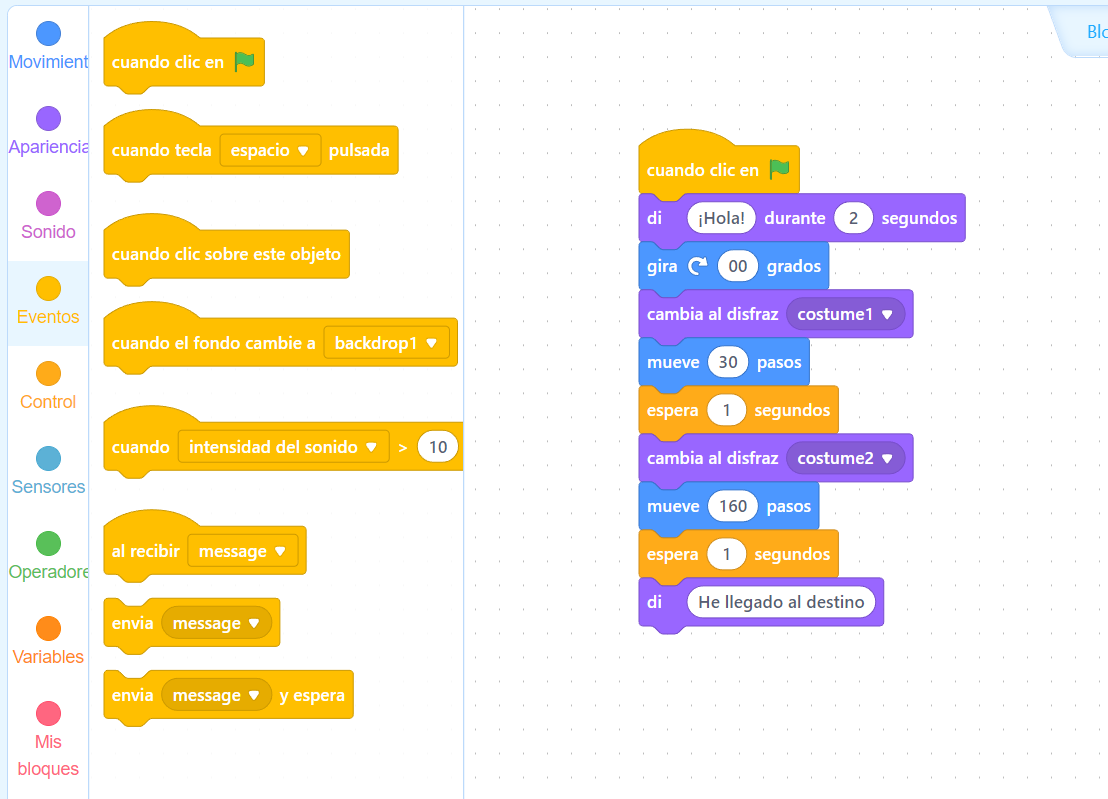 Movimient
Apariencia
Sonido
Eventos
Control
Sensores
Operadore
Variables
Mis
bloques
cuando clic en
cuando tecla espacio pulsada
cuando clic sobre este objeto
cuando el fondo cambie a backdrop1
cuando intensidad del sonido > 10
al recibir message
envia message
envia message y espera
cuando clic en
di ¡Hola! durante 2 segundos
gira 00 grados
cambia al disfraz costume1
mueve 30 pasos
espera 1 segundos
cambia al disfraz costume2
mueve 160 pasos
espera 1 segundos
di He llegado al destino
Blo